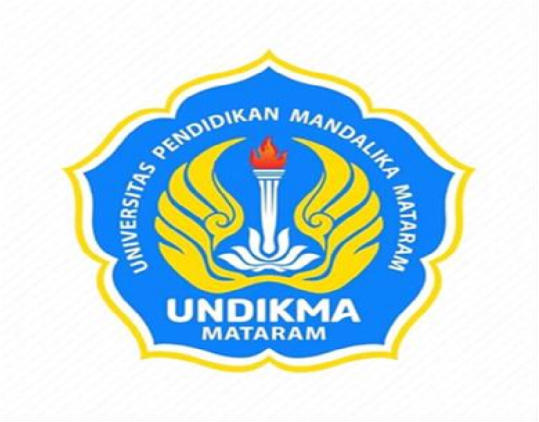 UNIVERSITAS PENDIDIKAN MANDALIKA MATARAM
UNDIKMA
MATARAM